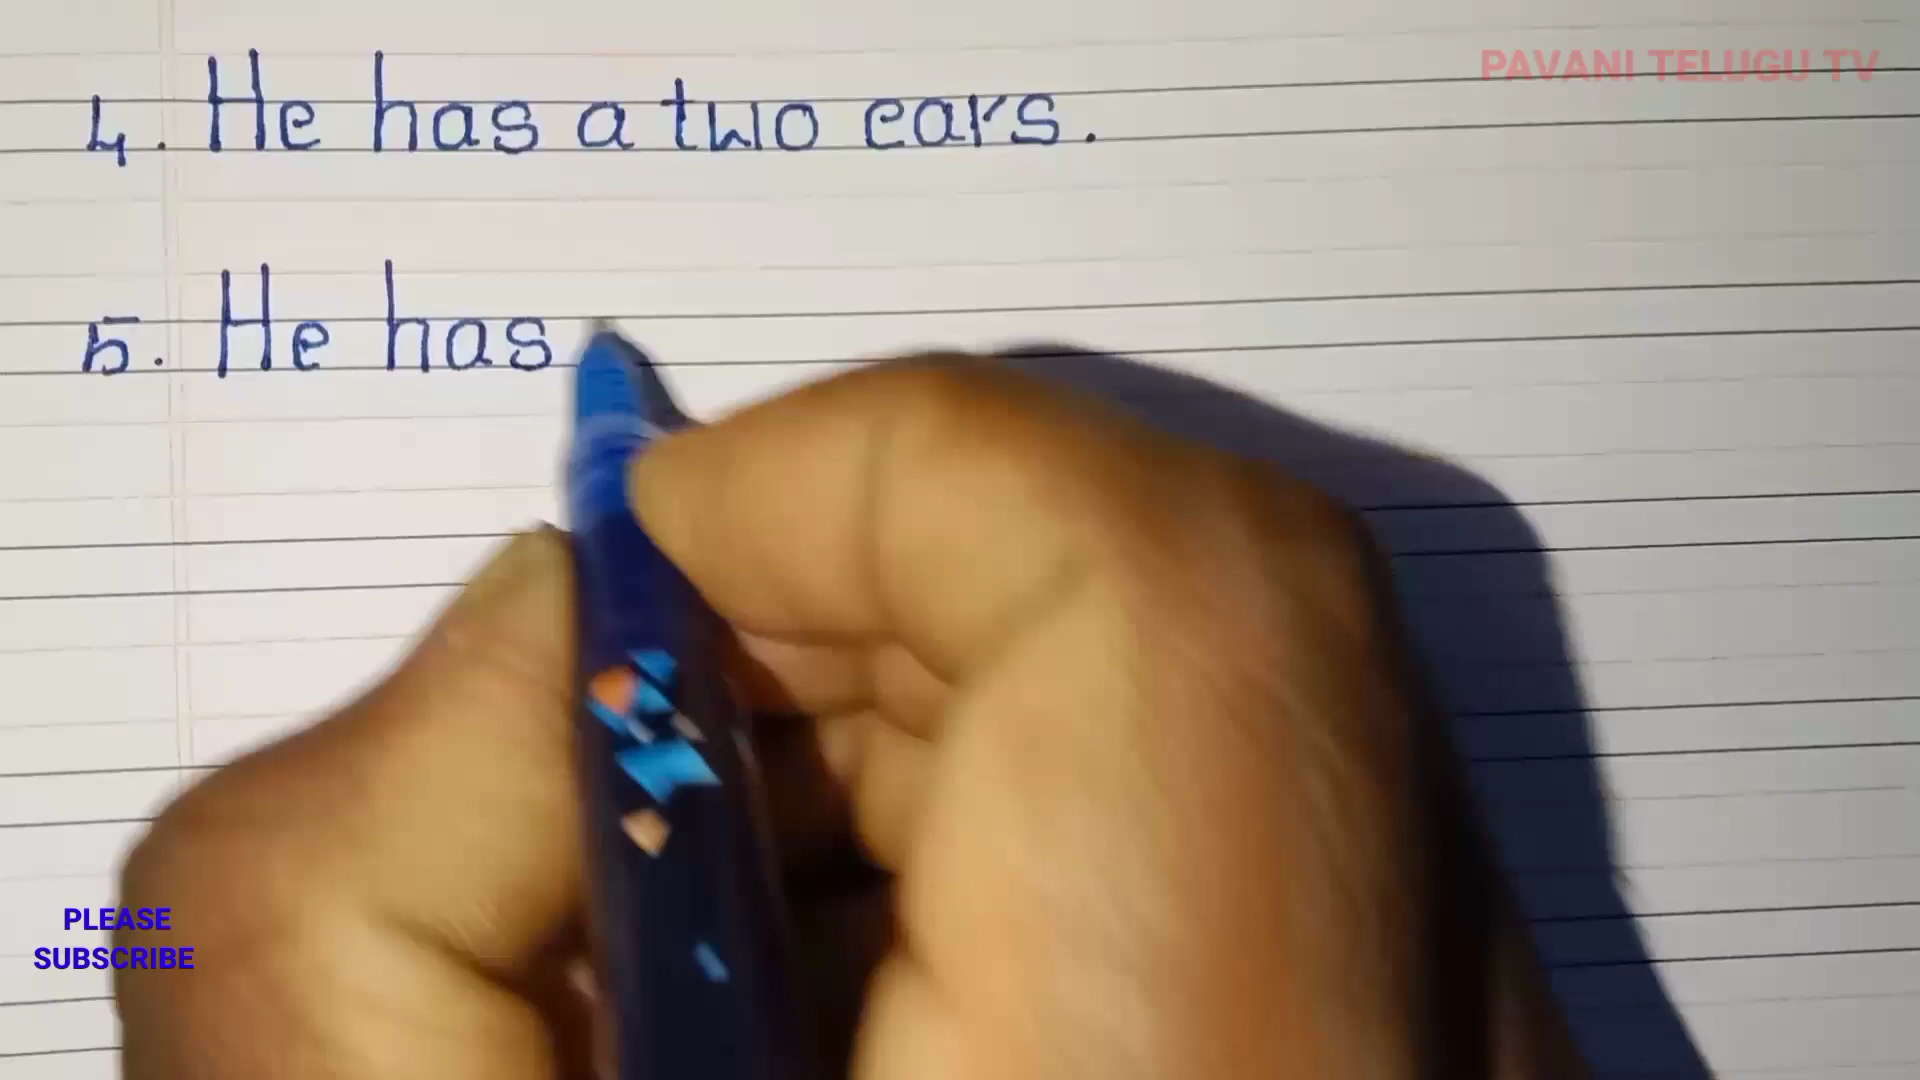 PAVANI TELUGU TV
4. He has a two ears.
5. He has
PLEASE
SUBSCRIBE